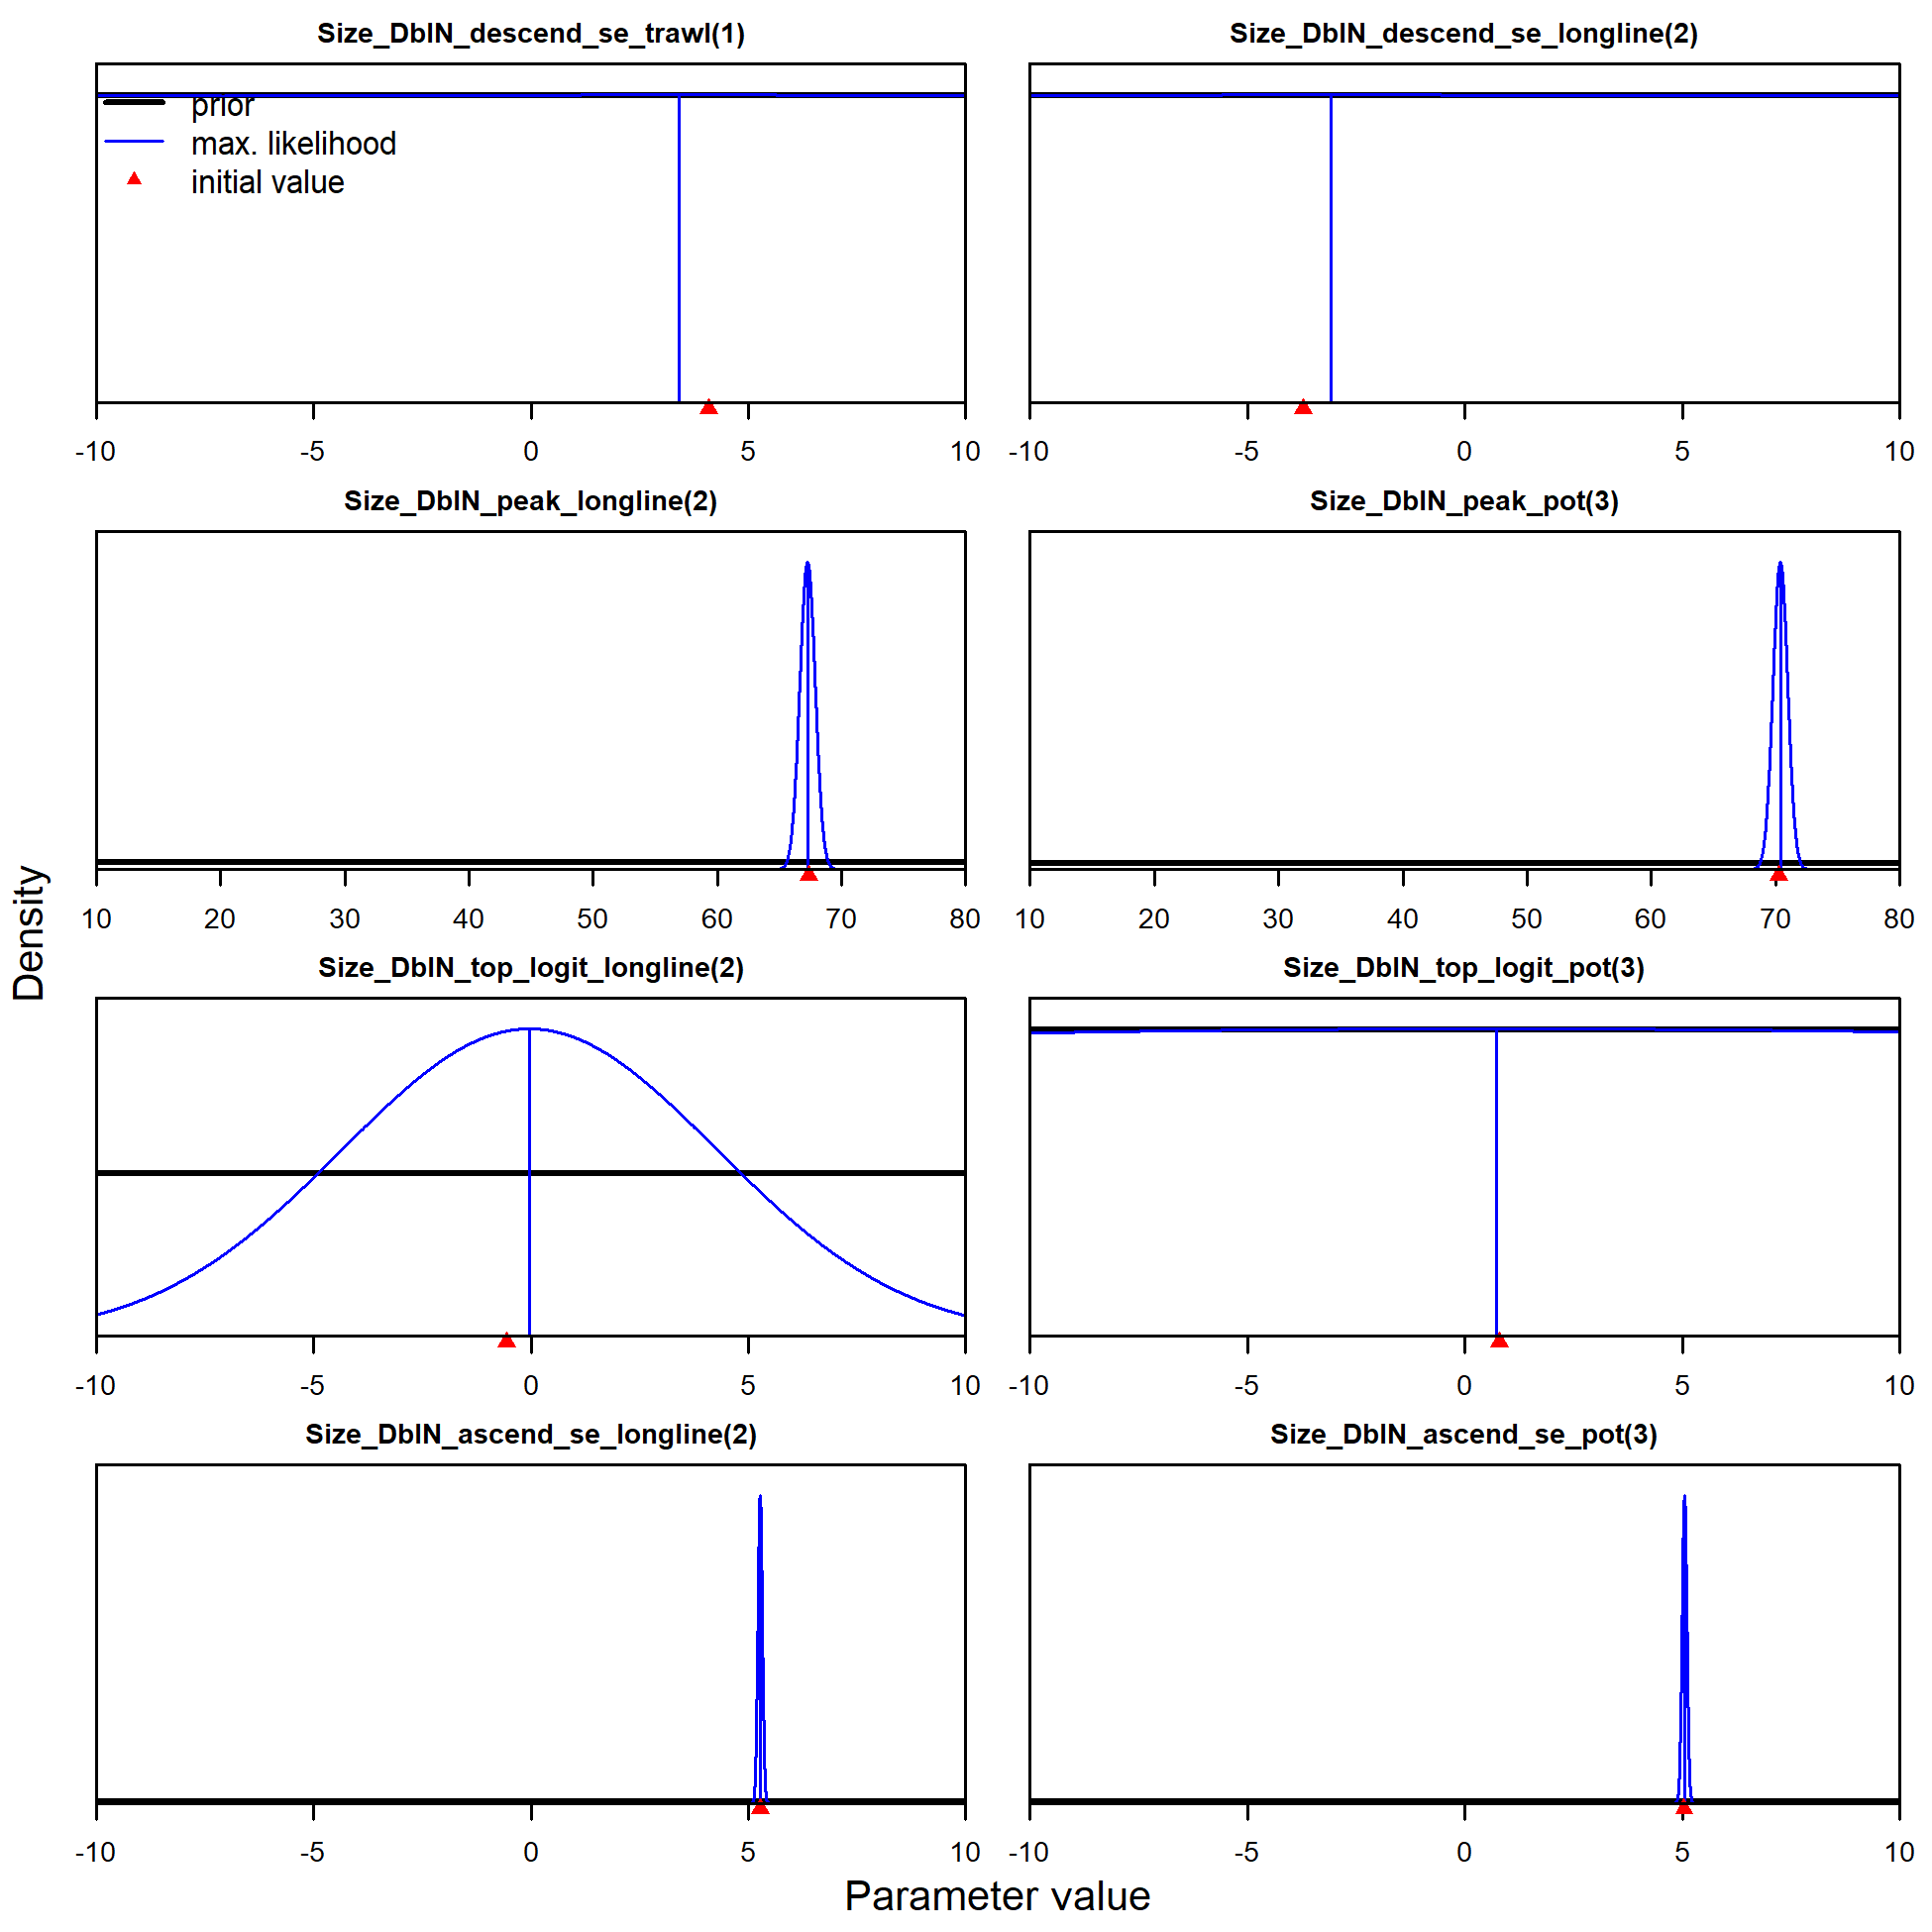 Size_DblN_descend_se_trawl(1)
prior
max. likelihood
initial value
-10 -5 0 5 10
Size_DblN_descend_se_longline(2)
-10 -5 0 5 10
Size_DblN_peak_longline(2)
10 20 30 40 50 60 70 80
Size_DblN_peak_pot(3)
10 20 30 40 50 60 70 80
Size_DblN_top_logit_longline(2)
-10 -5 0 5 10
Size_DblN_top_logit_pot(3)
-10 -5 0 5 10
Size_DblN_ascend_se_longline(2)
-10 -5 0 5 10
Size_DblN_ascend_se_pot(3)
-10 -5 0 5 10
Density
Parameter value